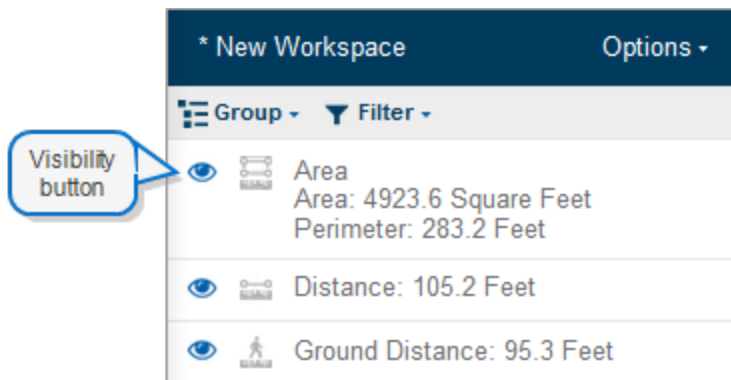 * New Workspace Options
Group Filter
Visibility
button
Area
Area: 4923.6 Square Feet
Perimeter: 283.2 Feet
Distance: 105.2 Feet
Ground Distance: 95.3 Feet